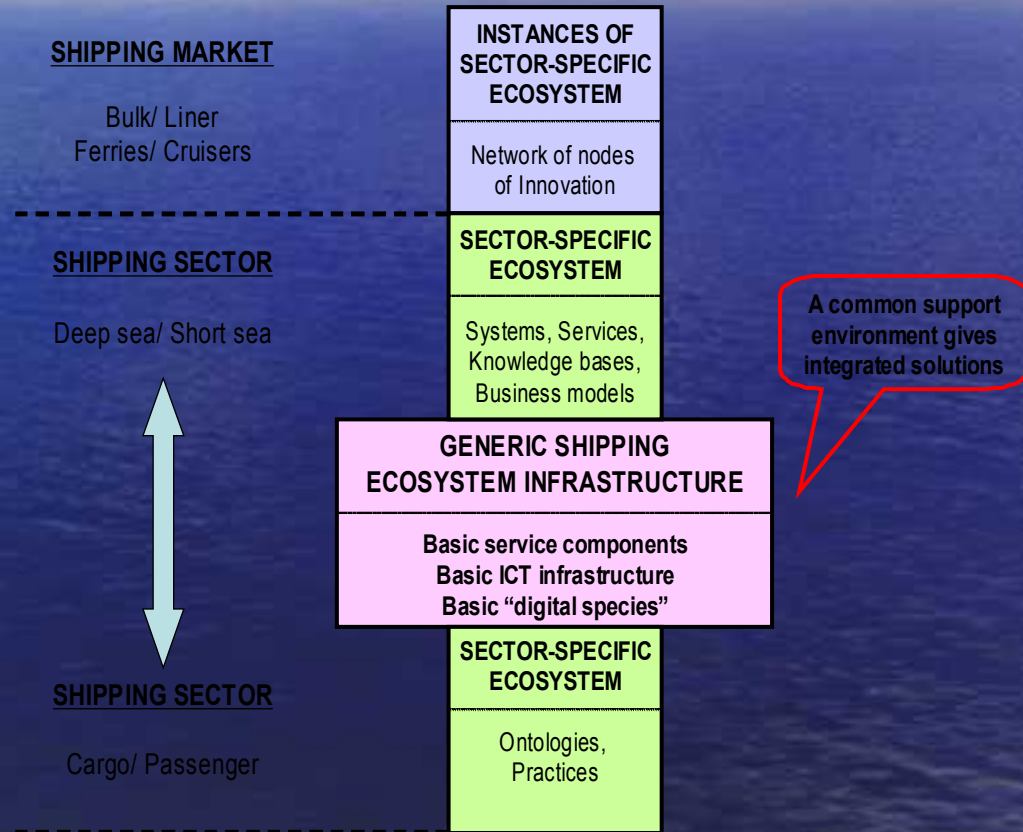 SHIPPING MARKET
Bulk/ Liner
Ferries/ Cruisers
INSTANCES OF
SECTOR-SPECIFIC
ECOSYSTEM
Network of nodes
of Innovation
SHIPPING SECTOR
Deep sea/ Short sea
SECTOR-SPECIFIC
ECOSYSTEM
Systems, Services,
Knowledge bases,
Business models
A common support
environment gives
integrated solutions
GENERIC SHIPPING
ECOSYSTEM INFRASTRUCTURE
Basic service components
Basic ICT infrastructure
Basic “digital species”
SHIPPING SECTOR
Cargo/ Passenger
SECTOR-SPECIFIC
ECOSYSTEM
Ontologies,
Practices